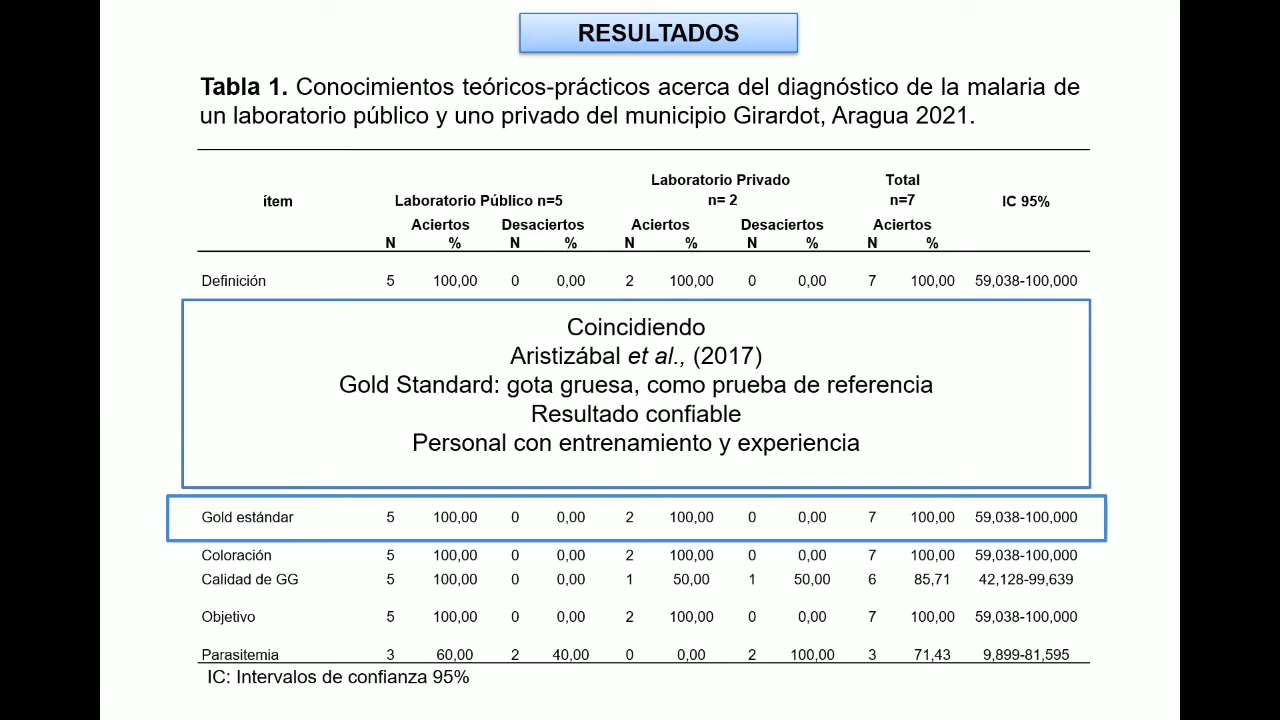 RESULTADOS
Tabla 1. Conocimientos teóricos-prácticos acerca del diagnóstico de la malaria de
un laboratorio público y uno privado del municipio Girardot, Aragua 2021.
ítem Laboratorio Público n=5 Laboratorio Privado n= 2 Total n=7 IC 95%
Aciertos Desaciertos Aciertos Desaciertos Aciertos
N % N % N % N % N %
Definición 5 100,00 0 0,00 2 100,00 0 0,00 7 100,00 59,038-100,000
Coincidiendo
Aristizábal et al., (2017)
Gold Standard: gota gruesa, como prueba de referencia
Resultado confiable
Personal con entrenamiento y experiencia
Gold estándar 5 100,00 0 0,00 2 100,00 0 0,00 7 100,00 59,038-100,000
Coloración 5 100,00 0 0,00 2 100,00 0 0,00 7 100,00 59,038-100,000
Calidad de GG 5 100,00 0 0,00 1 50,00 1 50,00 6 85,71 42,128-99,639
Objetivo 5 100,00 0 0,00 2 100,00 0 0,00 7 100,00 59,038-100,000
Parasitemia 3 60,00 2 40,00 0 0,00 2 100,00 3 71,43 9,899-81,595
IC: Intervalos de confianza 95%